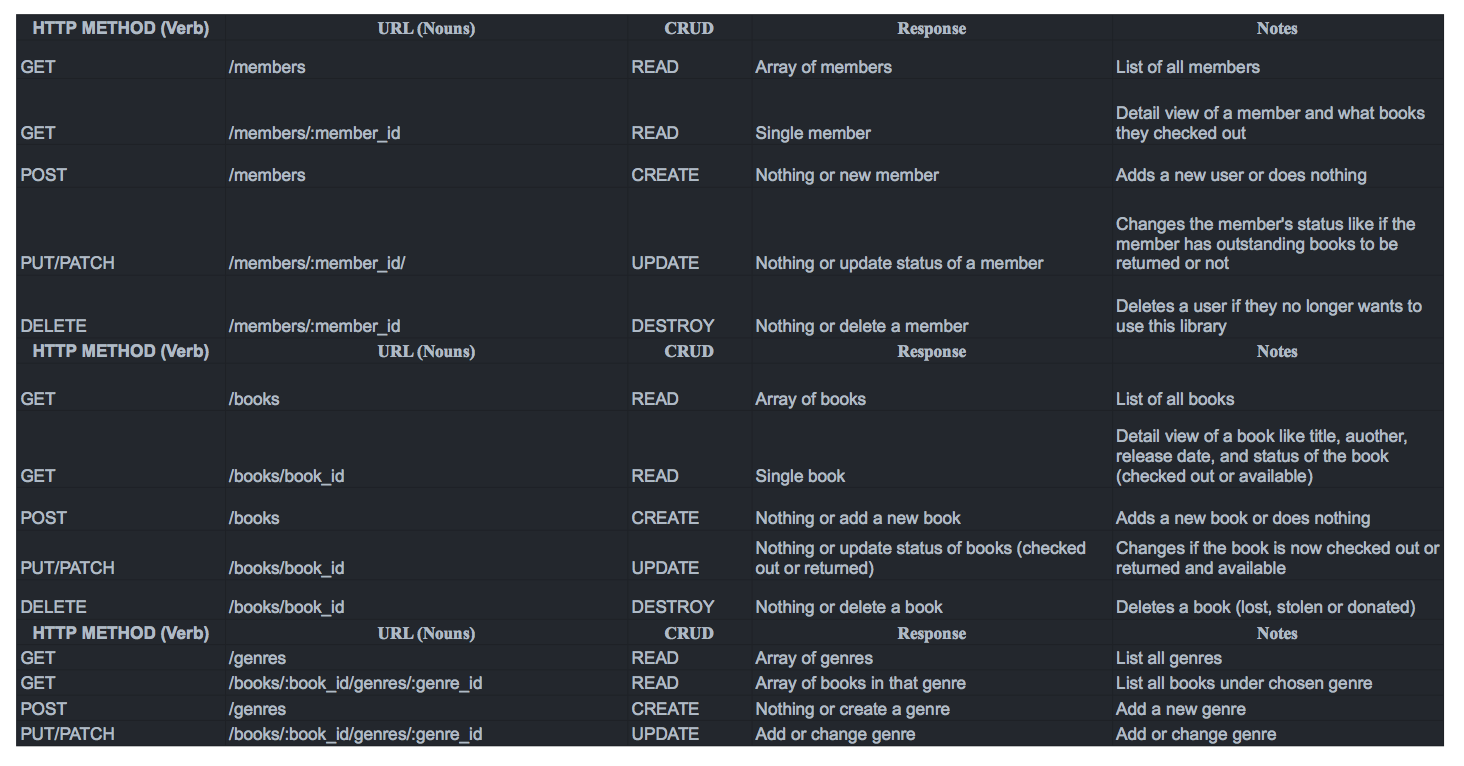 HTTP METHOD (Verb) URL (Nouns) CRUD Response Notes
GET /members READ Array of members List of all members
Detail view of a member and what books
GET /members/:member_id READ Single member they checked out
POST /members CREATE Nothing or new member Adds a new user or does nothing
Changes the member's status like if the
member has outstanding books to be
PUT/PATCH /members/:member_id/ UPDATE Nothing or update status of a member returned or not
Deletes a user if they no longer wants to
DELETE /members/:member_id DESTROY Nothing or delete a member use this library
HTTP METHOD (Verb) URL (Nouns) CRUD Response Notes
GET /books READ Array of books List of all books
Detail view of a book like title, auother,
release date, and status of the book
GET /books/book_id READ Single book (checked out or available)
POST /books CREATE Nothing or add a new book Adds a new book or does nothing
Nothing or update status of books (checked Changes if the book is now checked out or
PUT/PATCH /books/book_id UPDATE out or returned) returned and available
DELETE /books/book_id DESTROY Nothing or delete a book Deletes a book (lost, stolen or donated)
HTTP METHOD (Verb) URL (Nouns) CRUD Response Notes
GET /genres READ Array of genres List all genres
GET /books/:book_id/genres/:genre_id READ Array of books in that genre List all books under chosen genre
POST /genres CREATE Nothing or create a genre Add a new genre
PUT/PATCH /books/:book_id/genres/:genre_id UPDATE Add or change genre Add or change genre